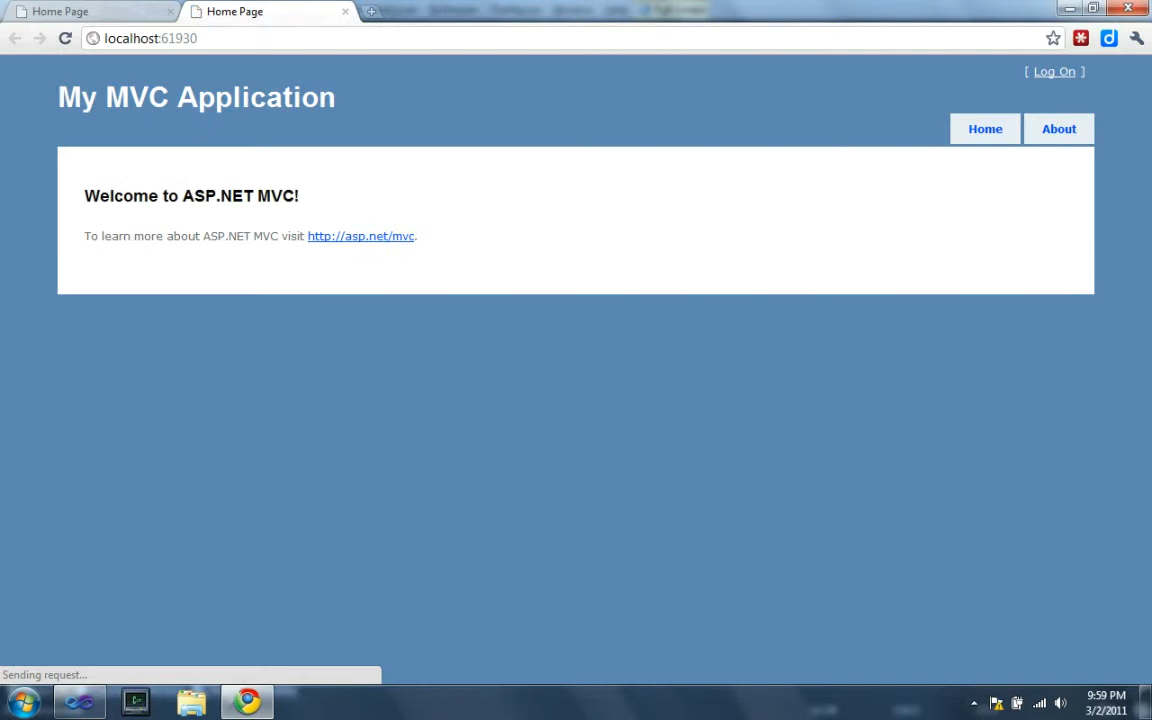 Home Page
Home Page
localhost:61930
[ Log On ]
My MVC Application
Home
About
Welcome to ASP.NET MVC!
To learn more about ASP.NET MVC visit http://asp.net/mvc.
Sending request...
9:59 PM
3/2/2011